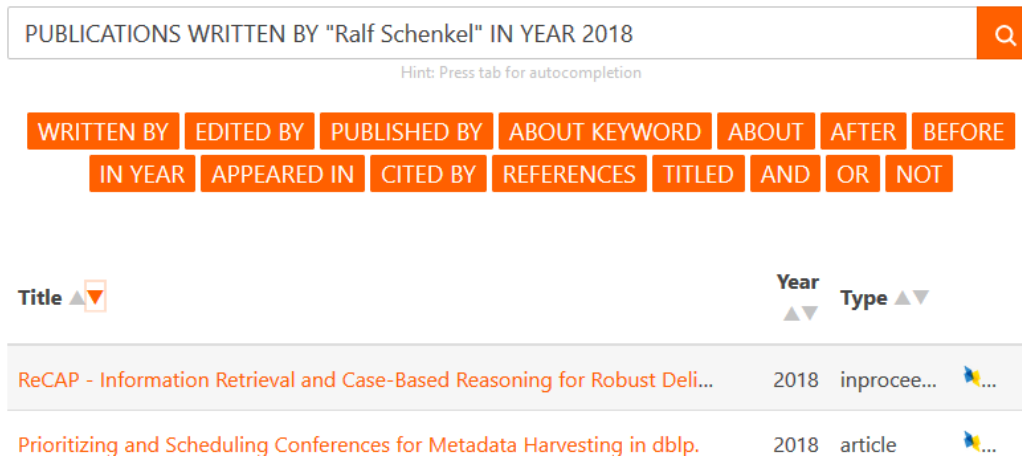 PUBLICATIONS WRITTEN BY "Ralf Schenkel" IN YEAR 2018
Hint: Press tab for autocompletion
WRITTEN BY EDITED BY PUBLISHED BY ABOUT KEYWORD ABOUT AFTER BEFORE
IN YEAR APPEARED IN CITED BY REFERENCES TITLED AND OR NOT
Title Year Type
ReCAP - Information Retrieval and Case-Based Reasoning for Robust Deli... 2018 inprocee... ...
Prioritizing and Scheduling Conferences for Metadata Harvesting in dblp. 2018 article ...